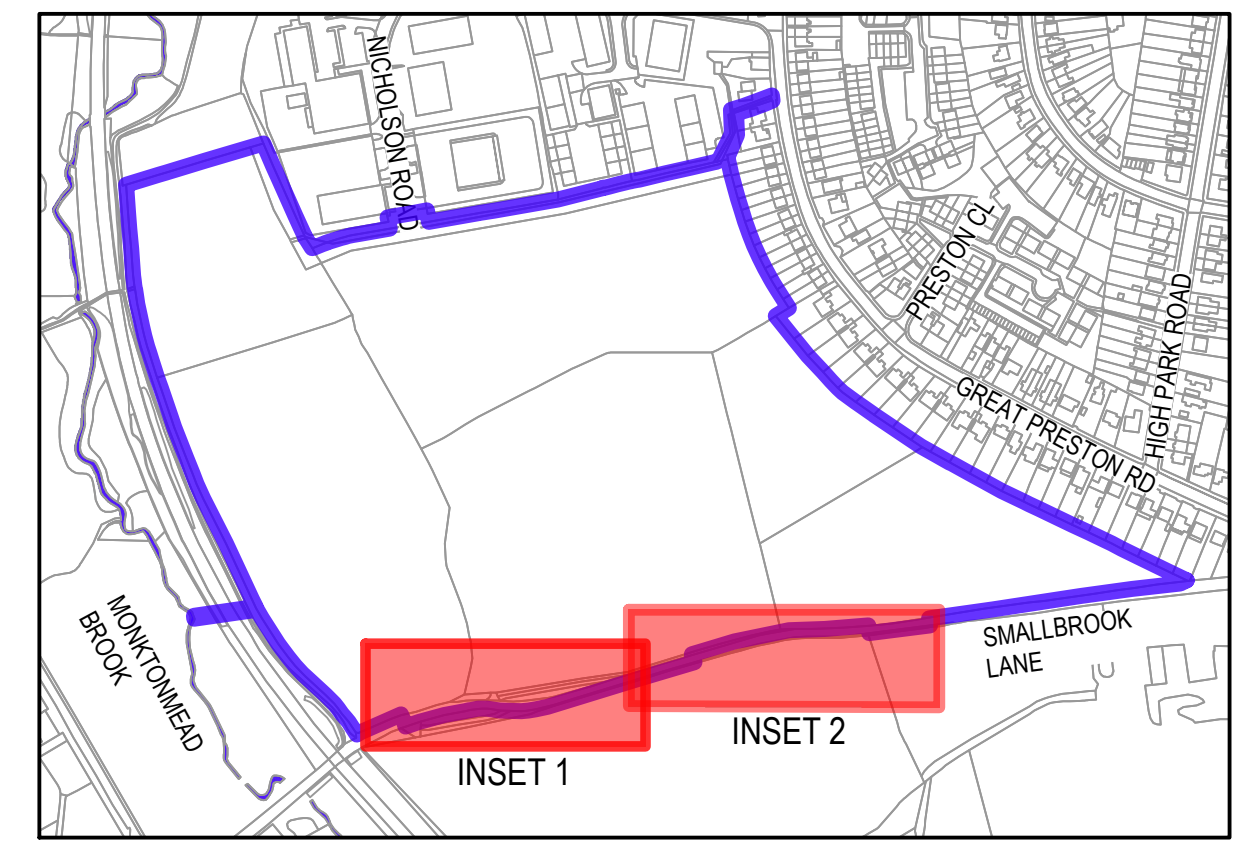 NICHOLSON ROAD
PRESTON CL
HIGH PARK ROAD
GREAT PRESTON RD
MONKTONMEAD
BROOK
SMALLBROOK
LANE
INSET 1
INSET 2